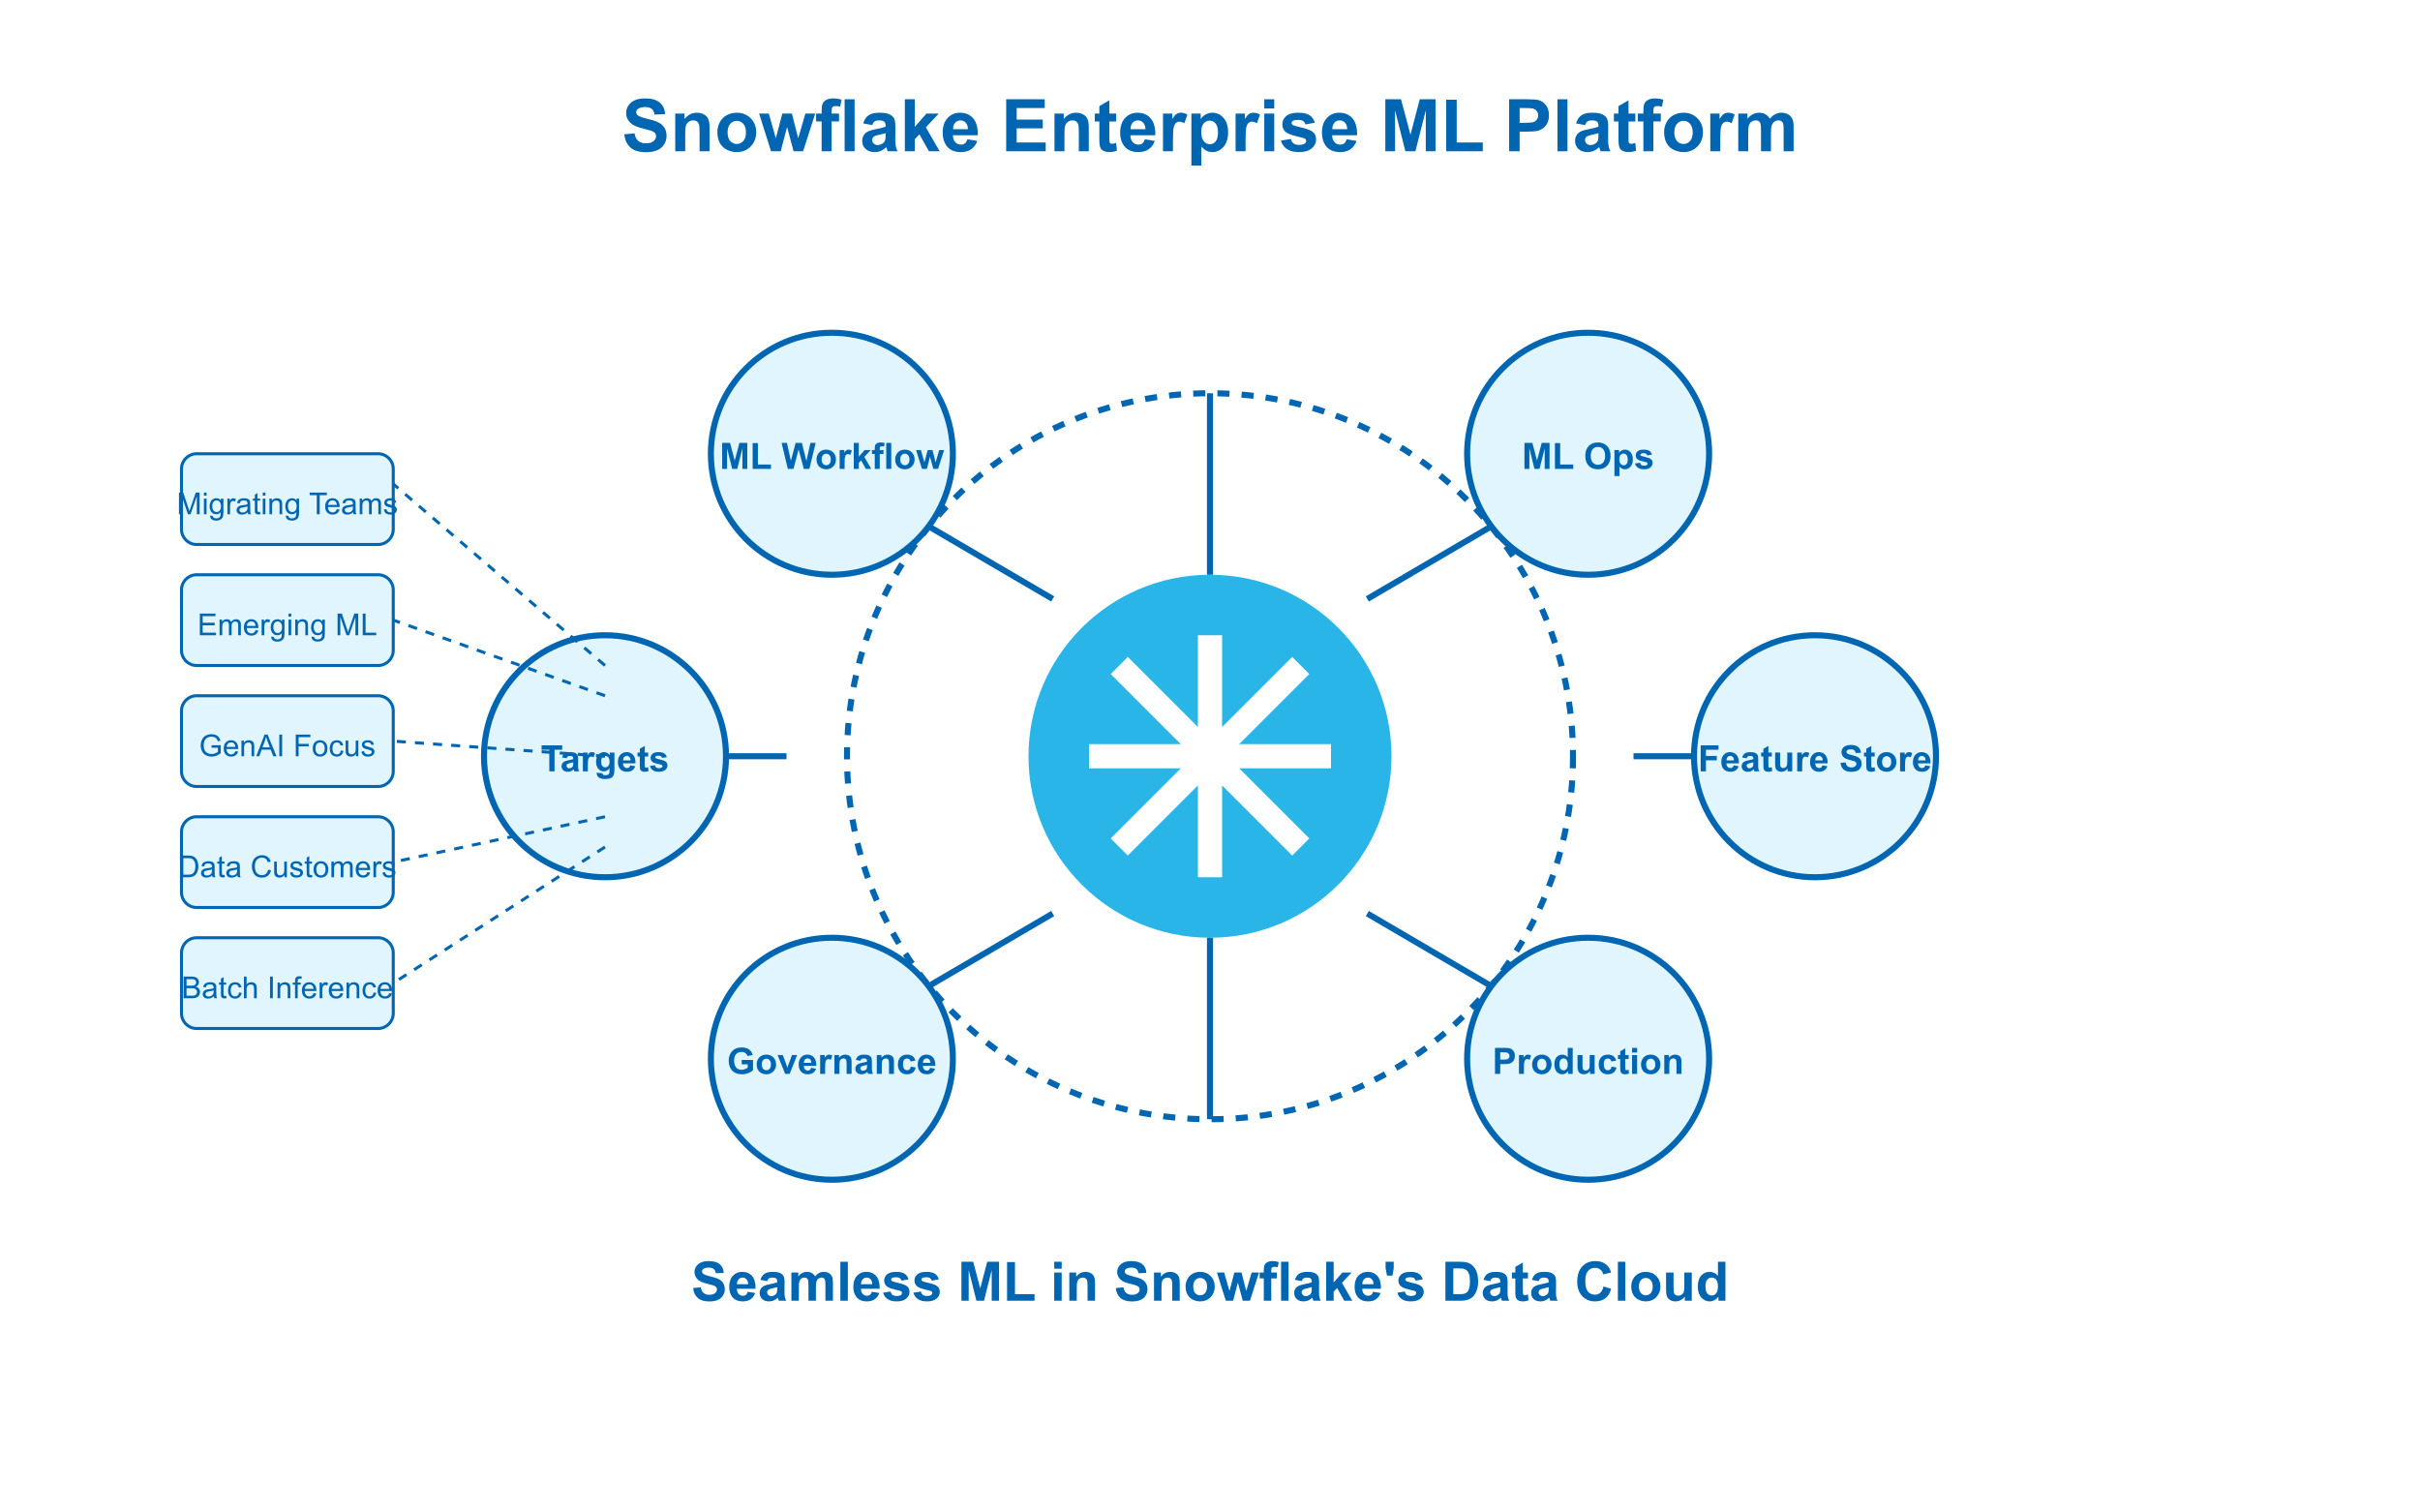 Snowflake Enterprise ML Platform
ML Workflow
ML Ops
Migrating Teams
Emerging ML
GenAI Focus
Data Customers
Batch Inference
Targets
Feature Store
Governance
Production
Seamless ML in Snowflake's Data Cloud